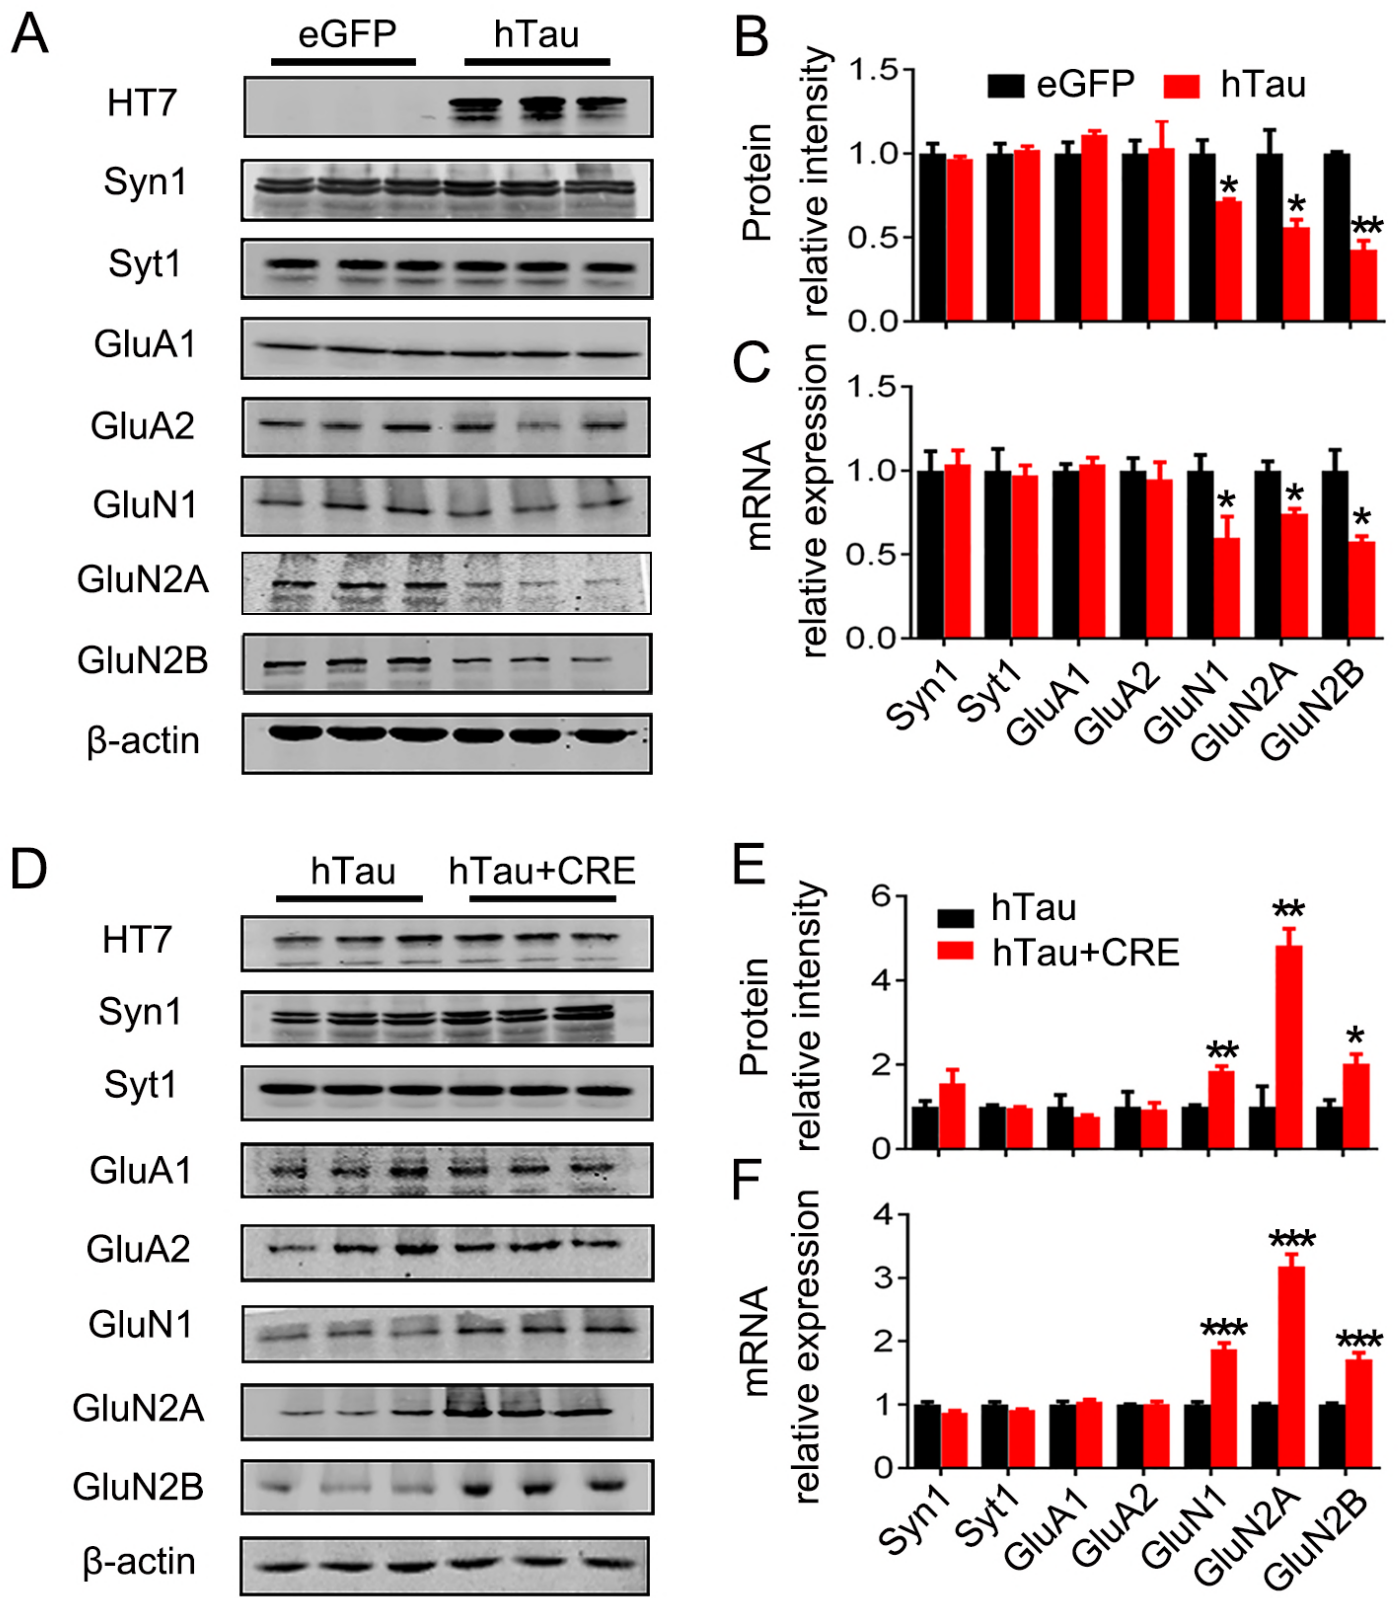 A
eGFP hTau
HT7
Syn1
Syt1
GluA1
GluA2
GluN1
GluN2A
GluN2B
β-actin
B
Protein
relative intensity
1.5
1.0
0.5
0.0
eGFP hTau
* * **
C
mRNA
relative expression
1.5
1.0
0.5
0.0
* * *
Syn1 Syt1 GluA1 GluA2 GluN1 GluN2A GluN2B
D
hTau hTau+CRE
HT7
Syn1
Syt1
GluA1
GluA2
GluN1
GluN2A
GluN2B
β-actin
E
Protein
relative intensity
6
4
2
0
hTau
hTau+CRE
** ** *
F
mRNA
relative expression
4
3
2
1
0
*** *** ***
Syn1 Syt1 GluA1 GluA2 GluN1 GluN2A GluN2B